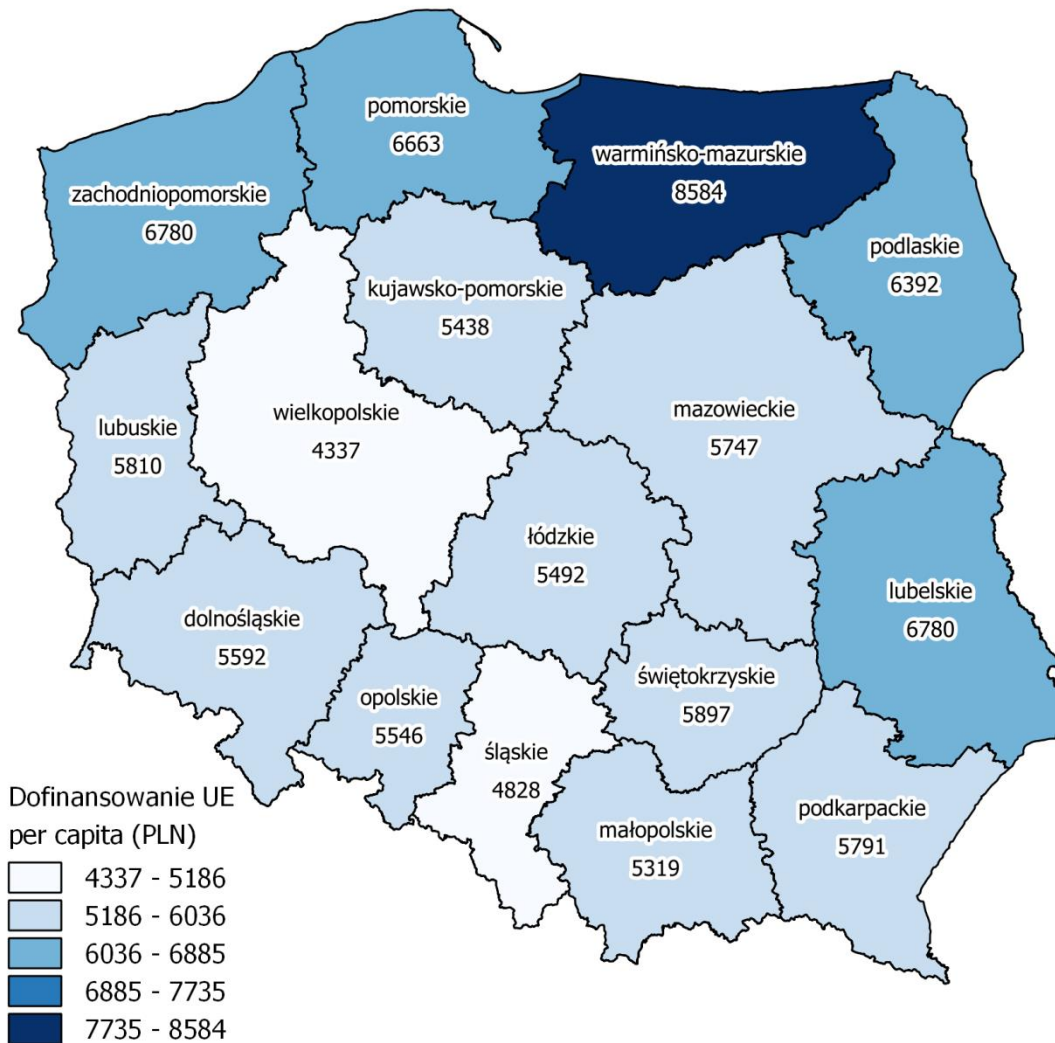 pomorskie
6663
warmińsko-mazurskie
8584
zachodniopomorskie
6780
podlaskie
6392
kujawsko-pomorskie
5438
wielkopolskie
4337
mazowieckie
5747
lubuskie
5810
łódzkie
5492
lubelskie
6780
dolnośląskie
5592
opolskie
5546
świętokrzyskie
5897
śląskie
4828
małopolskie
5319
podkarpackie
5791
Dofinansowanie UE
per capita (PLN)
4337 - 5186
5186 - 6036
6036 - 6885
6885 - 7735
7735 - 8584